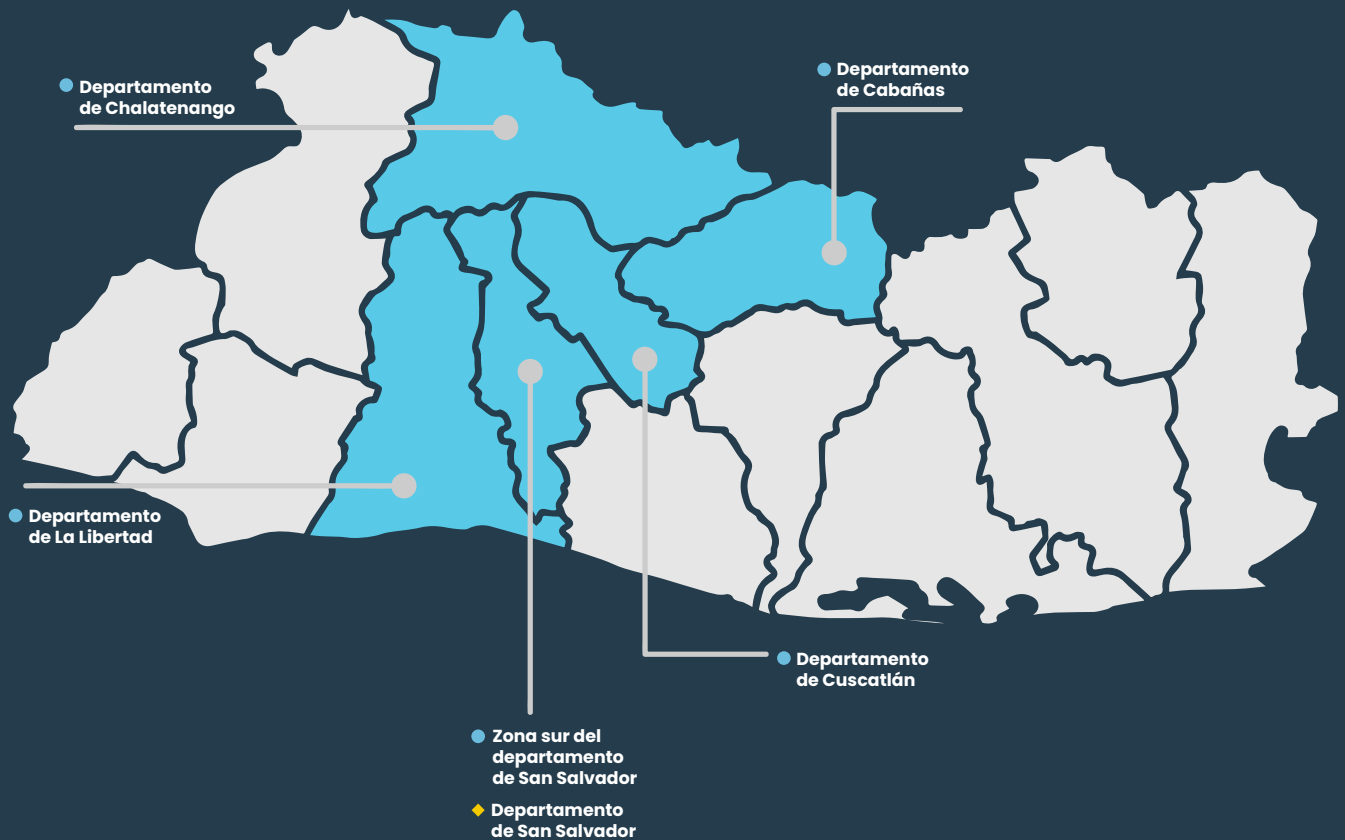 Departamento
de Chalatenango
Departamento
de Cabañas
Departamento
de La Libertad
Departamento
de Cuscatlán
Zona sur del
departamento
de San Salvador
Departamento
de San Salvador